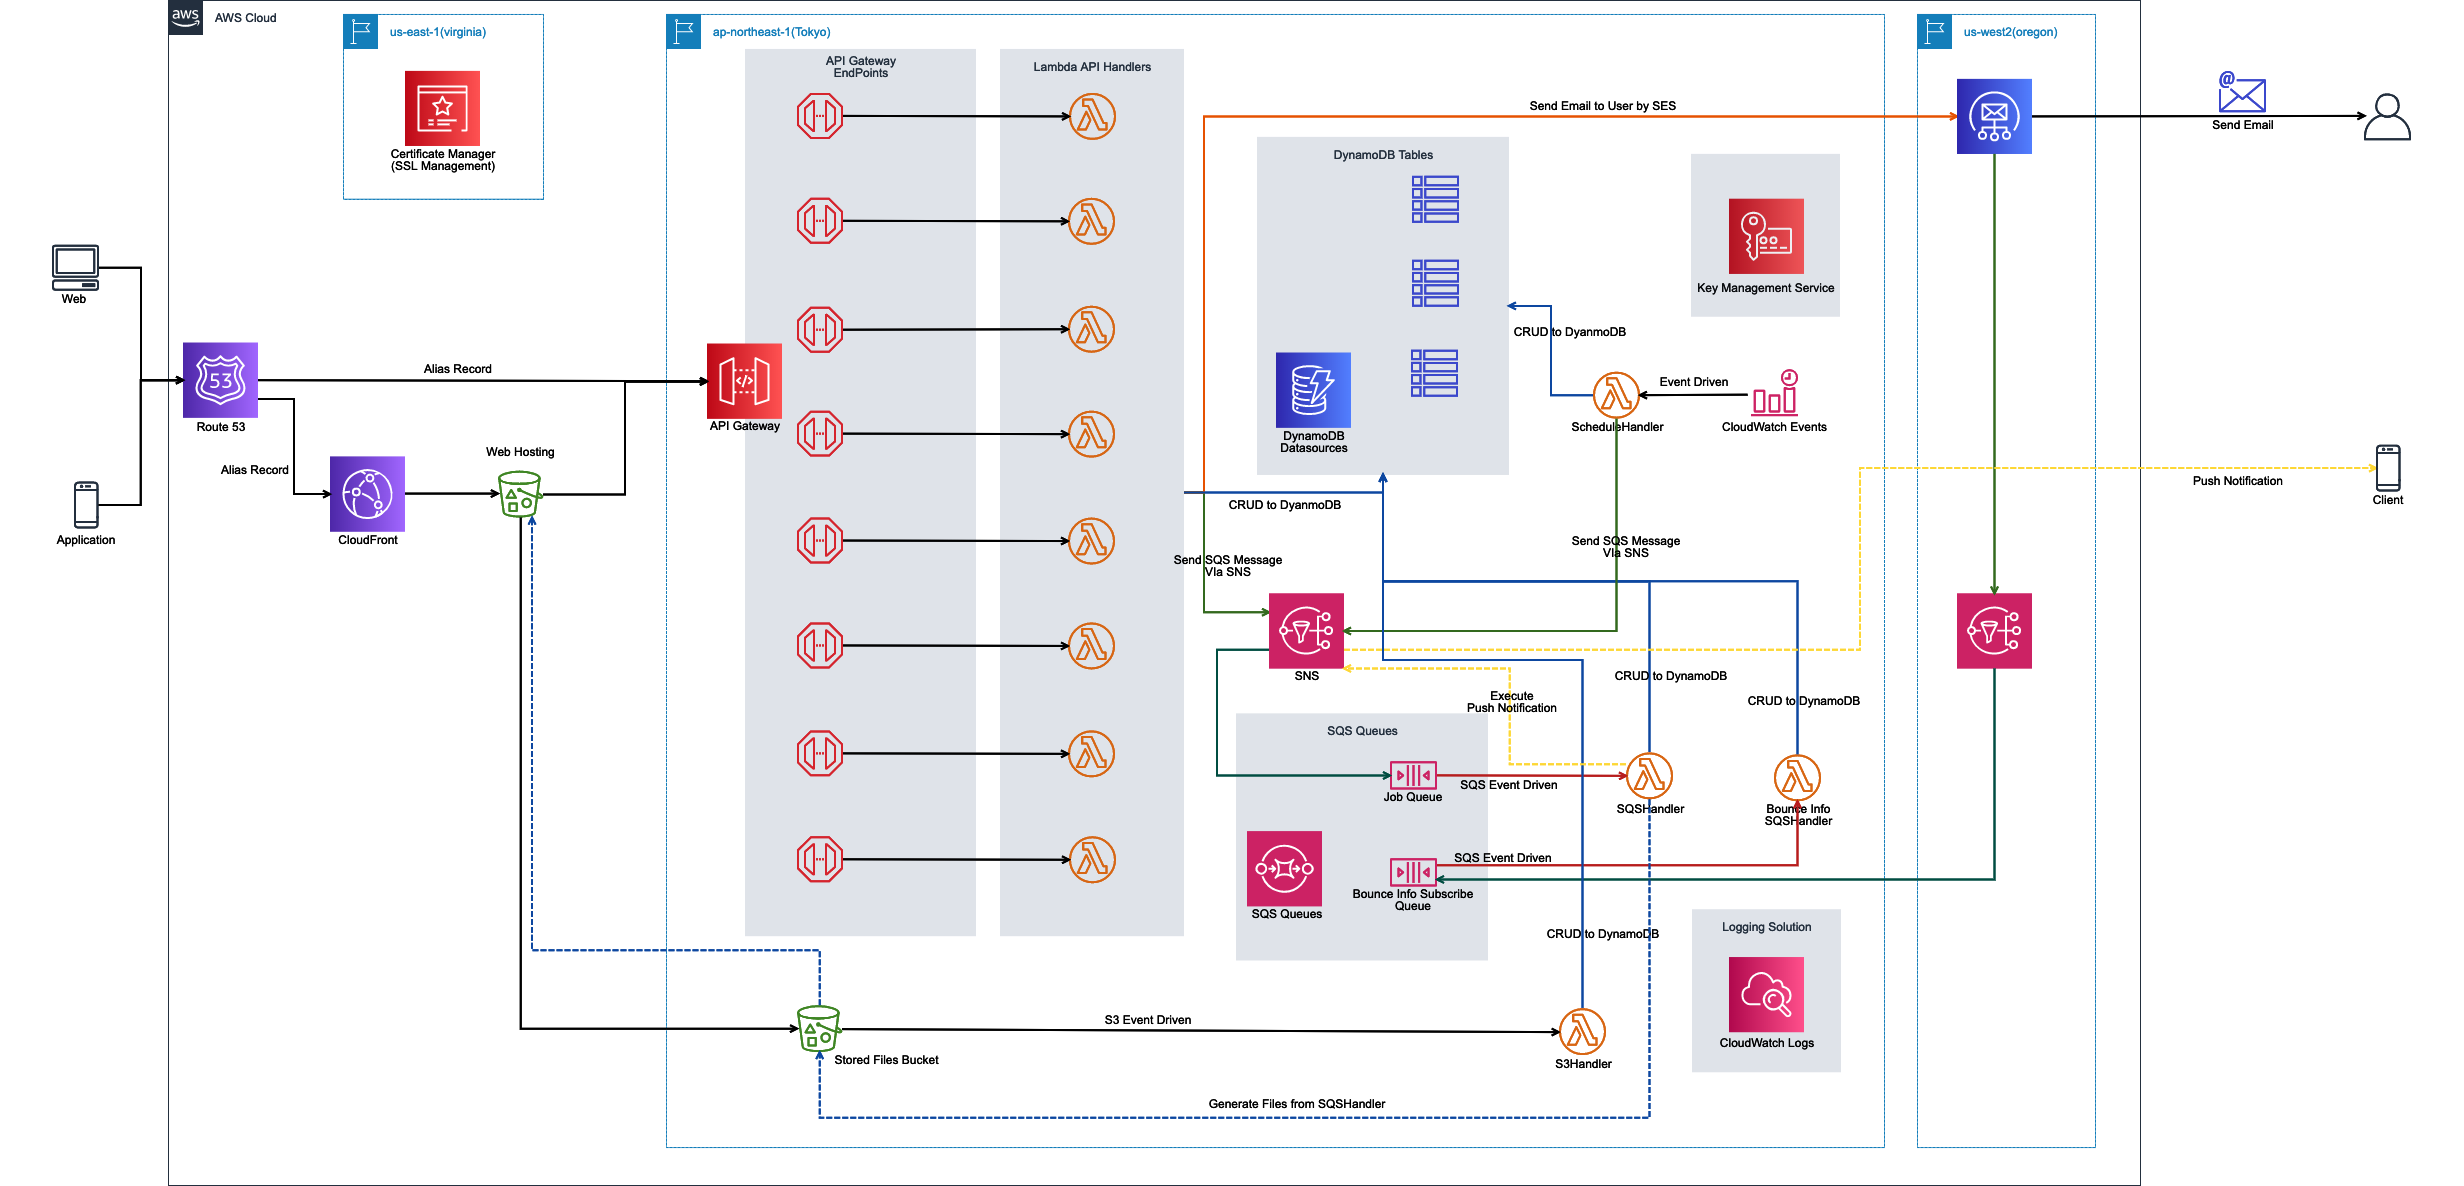 aws
AWS Cloud
us-east-1(virginia)
Certificate Manager
(SSL Management)
ap-northeast-1(Tokyo)
API Gateway
EndPoints
Lambda API Handlers
us-west2(oregon)
Send Email to User by SES
@
Send Email
DynamoDB Tables
Key Management Service
Web
Application
53
Route 53
Alias Record
Alias Record
CloudFront
Web Hosting
</>
API Gateway
DynamoDB
Datasources
CRUD to DyanmoDB
ScheduleHandler
Event Driven
CloudWatch Events
CRUD to DyanmoDB
Send SQS Message
VIa SNS
Send SQS Message
VIa SNS
Push Notification
Client
SNS
Execute
Push Notification
CRUD to DynamoDB
CRUD to DynamoDB
SQS Queues
Job Queue
SQS Event Driven
SQSHandler
Bounce Info
SQSHandler
SQS Event Driven
SQS Queues
Bounce Info Subscribe
Queue
CRUD to DynamoDB
Logging Solution
CloudWatch Logs
Stored Files Bucket
S3 Event Driven
S3Handler
Generate Files from SQSHandler